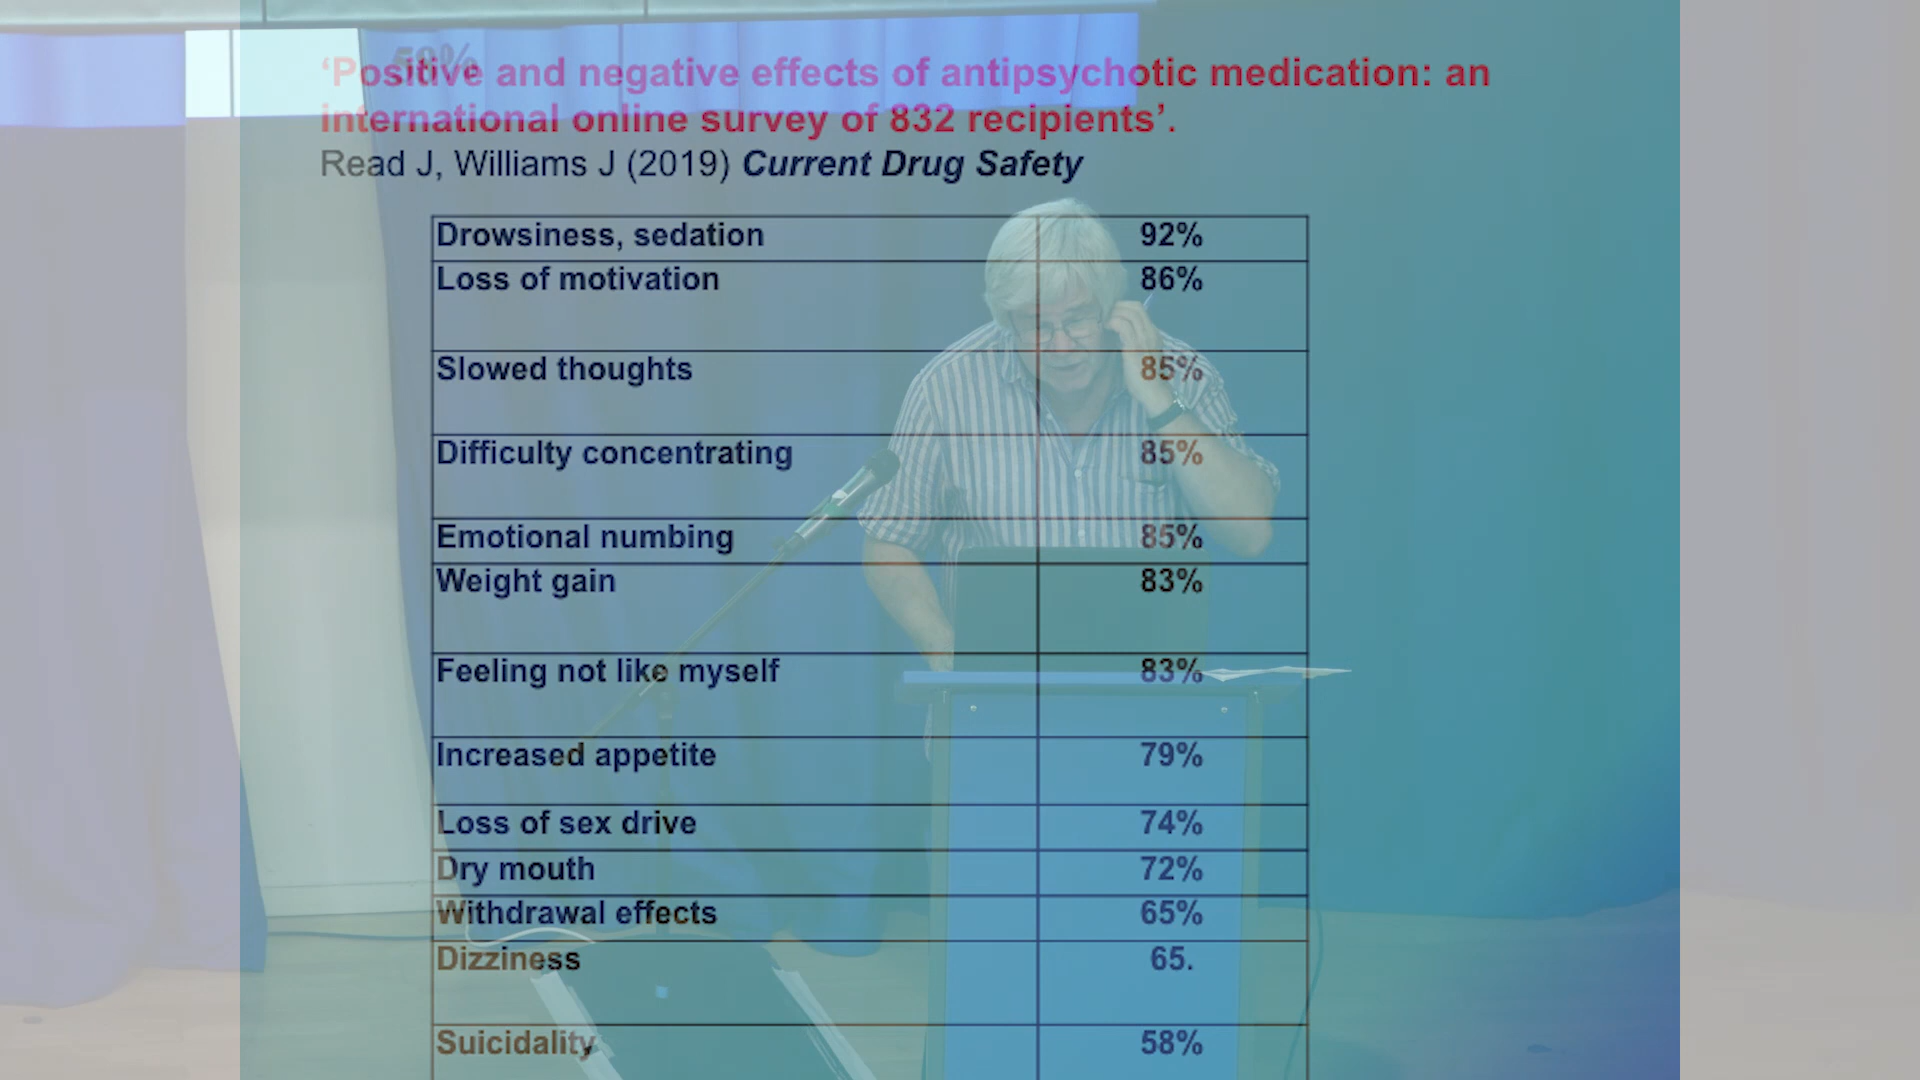 58%
‘Positive and negative effects of antipsychotic medication: an
international online survey of 832 recipients’.
Read J, Williams J (2019) Current Drug Safety
Drowsiness, sedation 92%
Loss of motivation 86%
Slowed thoughts 85%
Difficulty concentrating 85%
Emotional numbing 85%
Weight gain 83%
Feeling not like myself 83%
Increased appetite 79%
Loss of sex drive 74%
Dry mouth 72%
Withdrawal effects 65%
Dizziness 65.
Suicidality 58%